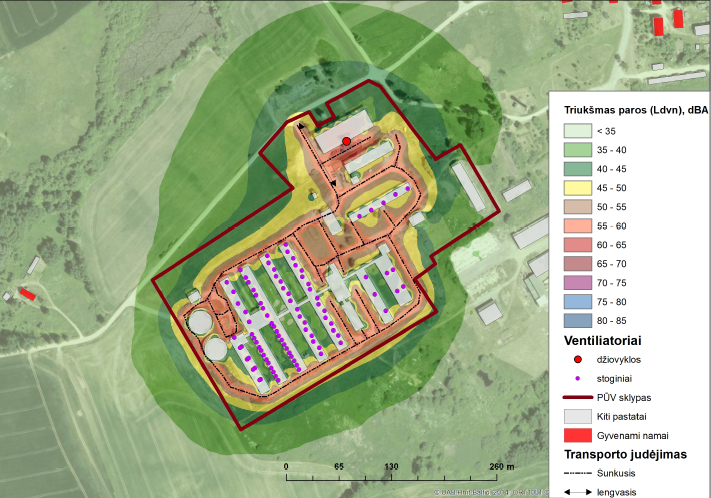 Triukšmas paros (Ldvn), dBA
< 35
35 - 40
40 - 45
45 - 50
50 - 55
55 - 60
60 - 65
65 - 70
70 - 75
75 - 80
80 - 85
Ventiliatoriai
džiovyklos
stoginiai
PŪV sklypas
Kiti pastatai
Gyvenami namai
Transporto judėjimas
Sunkusis
lengvasis
0 65 130 260 m